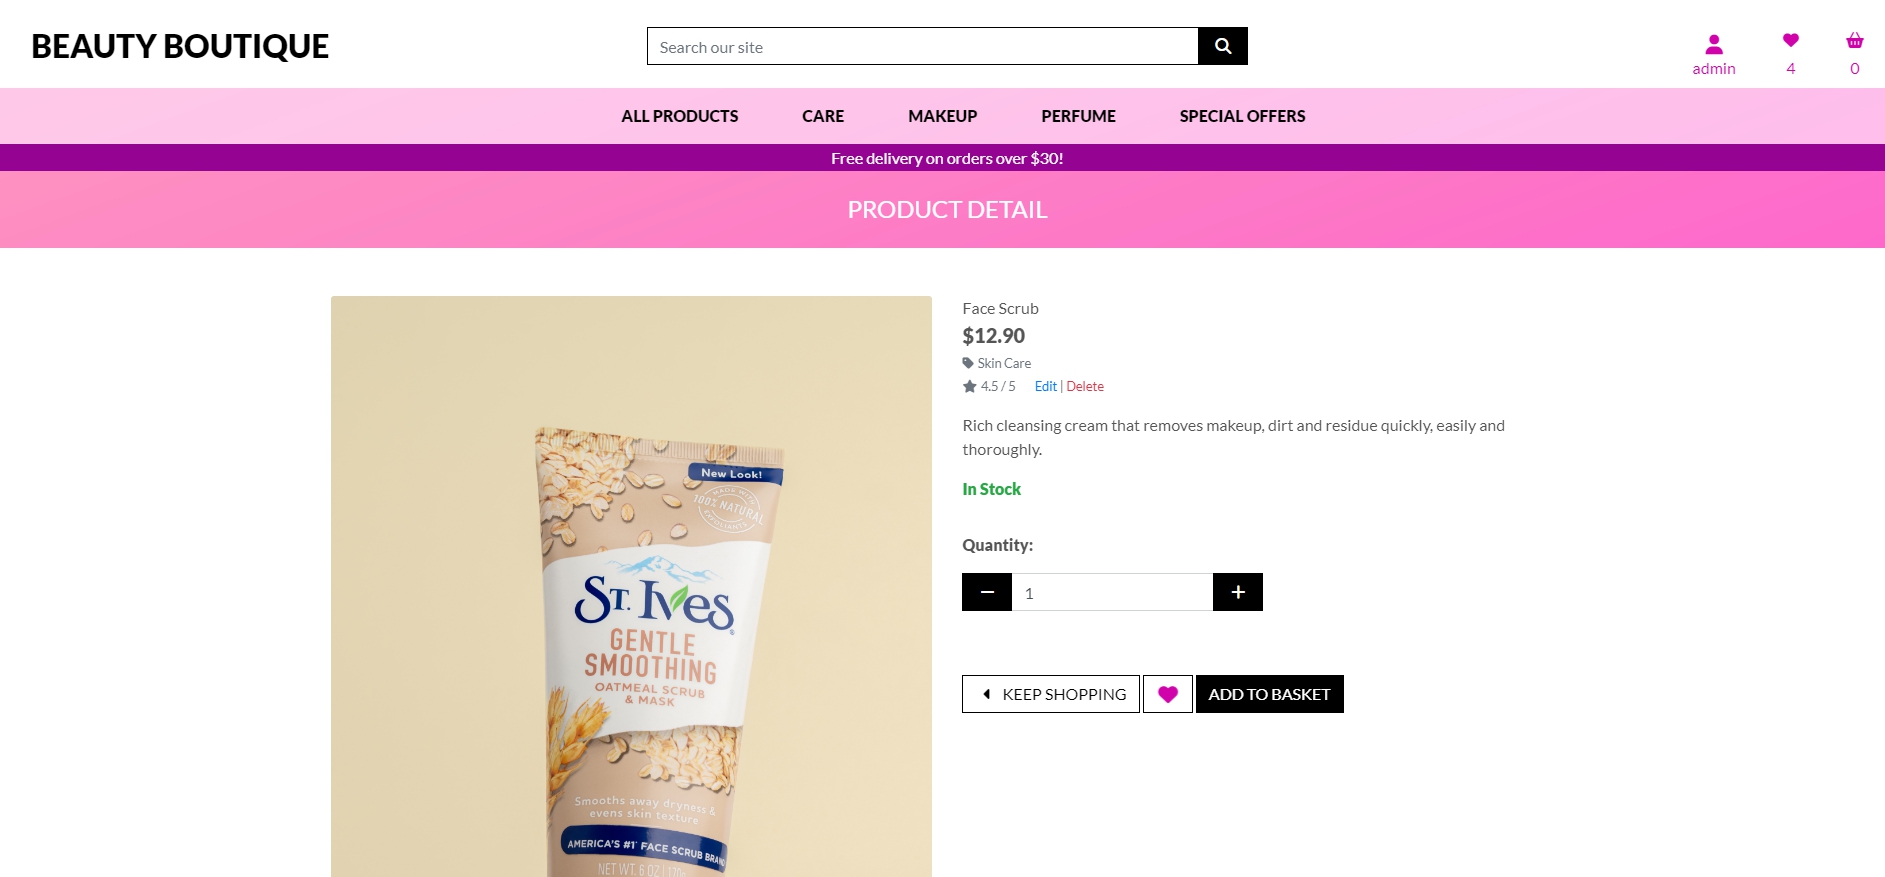 BEAUTY BOUTIQUE
Search our site
admin
4
0
ALL PRODUCTS
CARE
MAKEUP
PERFUME
SPECIAL OFFERS
Free delivery on orders over $30!
PRODUCT DETAIL
Face Scrub
$12.90
Skin Care
4.5 / 5 Edit | Delete
Rich cleansing cream that removes makeup, dirt and residue quickly, easily and
thoroughly.
In Stock
Quantity:
1
KEEP SHOPPING
ADD TO BASKET
New Look!
MADE WITH
100% NATURAL
EXFOLIANTS
ST. IVES
GENTLE
SMOOTHING
OATMEAL SCRUB
& MASK
Smooths away dryness &
evens skin texture
AMERICA'S #1 FACE SCRUB BRAND
NET WT. 6 OZ | 170g